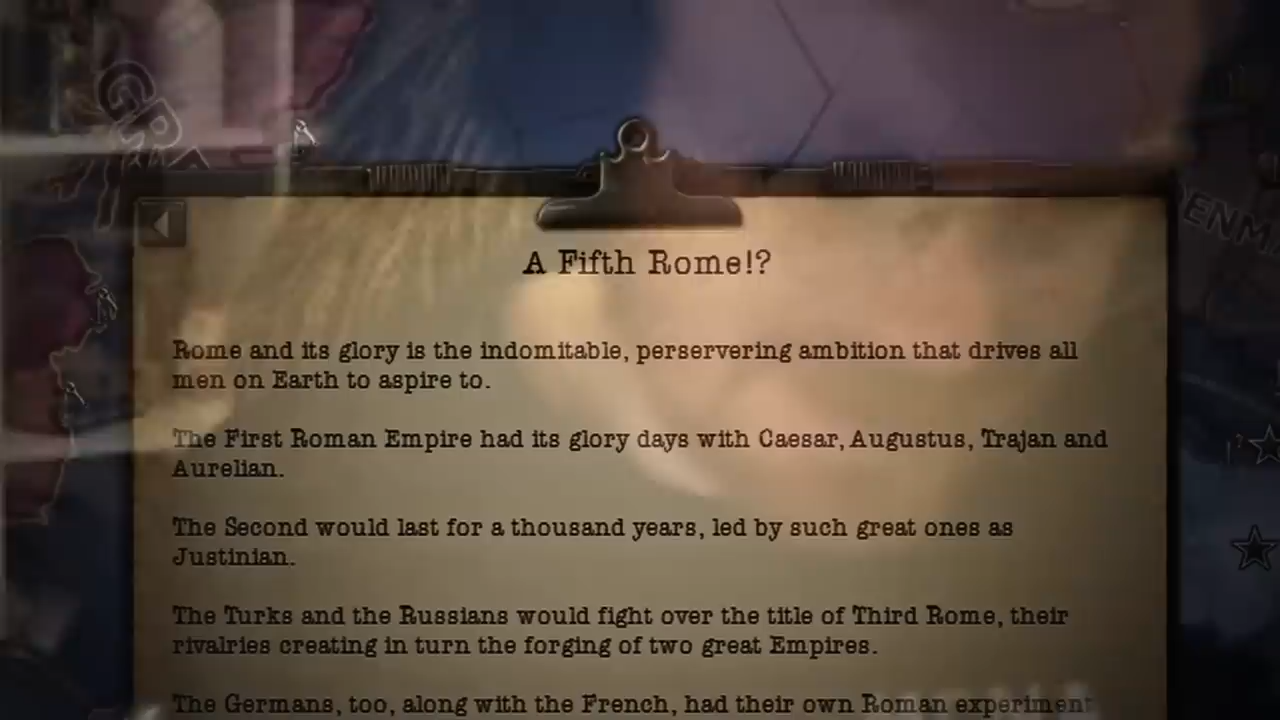 A Fifth Rome!?
Rome and its glory is the indomitable, perservering ambition that drives all
men on Earth to aspire to.
The First Roman Empire had its glory days with Caesar, Augustus, Trajan and
Aurelian.
The Second would last for a thousand years, led by such great ones as
Justinian.
The Turks and the Russians would fight over the title of Third Rome, their
rivalries creating in turn the forging of two great Empires.
The Germans, too, along with the French, had their own Roman experiment